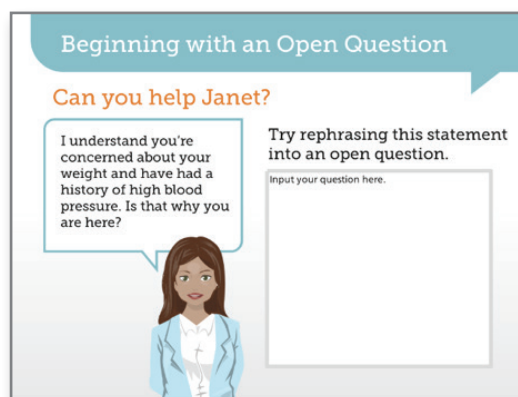 Beginning with an Open Question
Can you help Janet?
I understand you're
concerned about your
weight and have had a
history of high blood
pressure. Is that why you
are here?
Try rephrasing this statement
into an open question.
Input your question here.